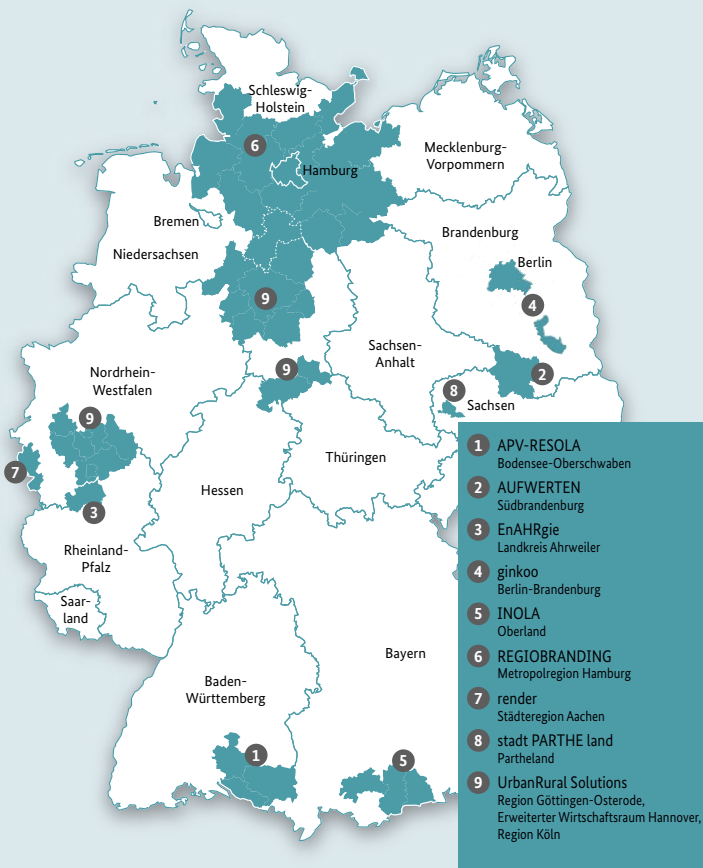 Schleswig-
Holstein
6
Hamburg
Mecklenburg-
Vorpommern
Bremen
Niedersachsen
Brandenburg
Berlin
9
4
Sachsen-
Anhalt
Nordrhein-
Westfalen
9
2
8
Sachsen
9
7
3
Thüringen
Hessen
Rheinland-
Pfalz
Saar-
land
Bayern
Baden-
Württemberg
1
5
1 APV-RESOLA
Bodensee-Oberschwaben
2 AUFWERTEN
Südbrandenburg
3 EnAHRgie
Landkreis Ahrweiler
4 ginkoo
Berlin-Brandenburg
5 INOLA
Oberland
6 REGIOBRANDING
Metropolregion Hamburg
7 render
Städteregion Aachen
8 stadt PARTHE land
Partheland
9 UrbanRural Solutions
Region Göttingen-Osterode,
Erweiterter Wirtschaftsraum Hannover,
Region Köln